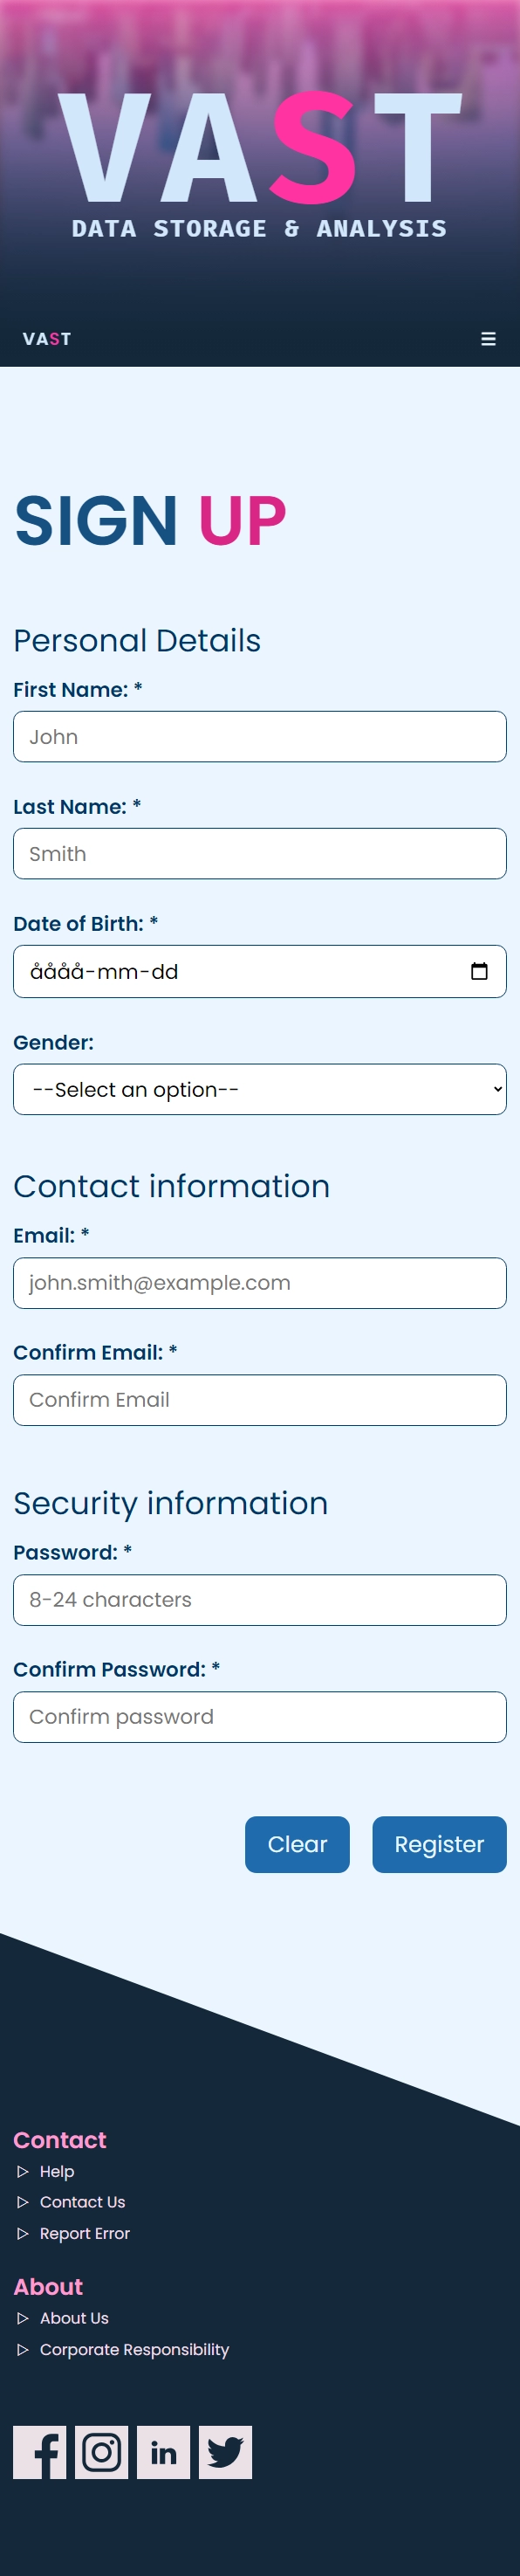 VAST
DATA STORAGE & ANALYSIS
VAST
SIGN UP
Personal Details
First Name: *
John
Last Name: *
Smith
Date of Birth: *
åååå-mm-dd
Gender:
--Select an option--
Contact information
Email: *
john.smith@example.com
Confirm Email: *
Confirm Email
Security information
Password: *
8-24 characters
Confirm Password: *
Confirm password
Clear Register
Contact
Help
Contact Us
Report Error
About
About Us
Corporate Responsibility
in